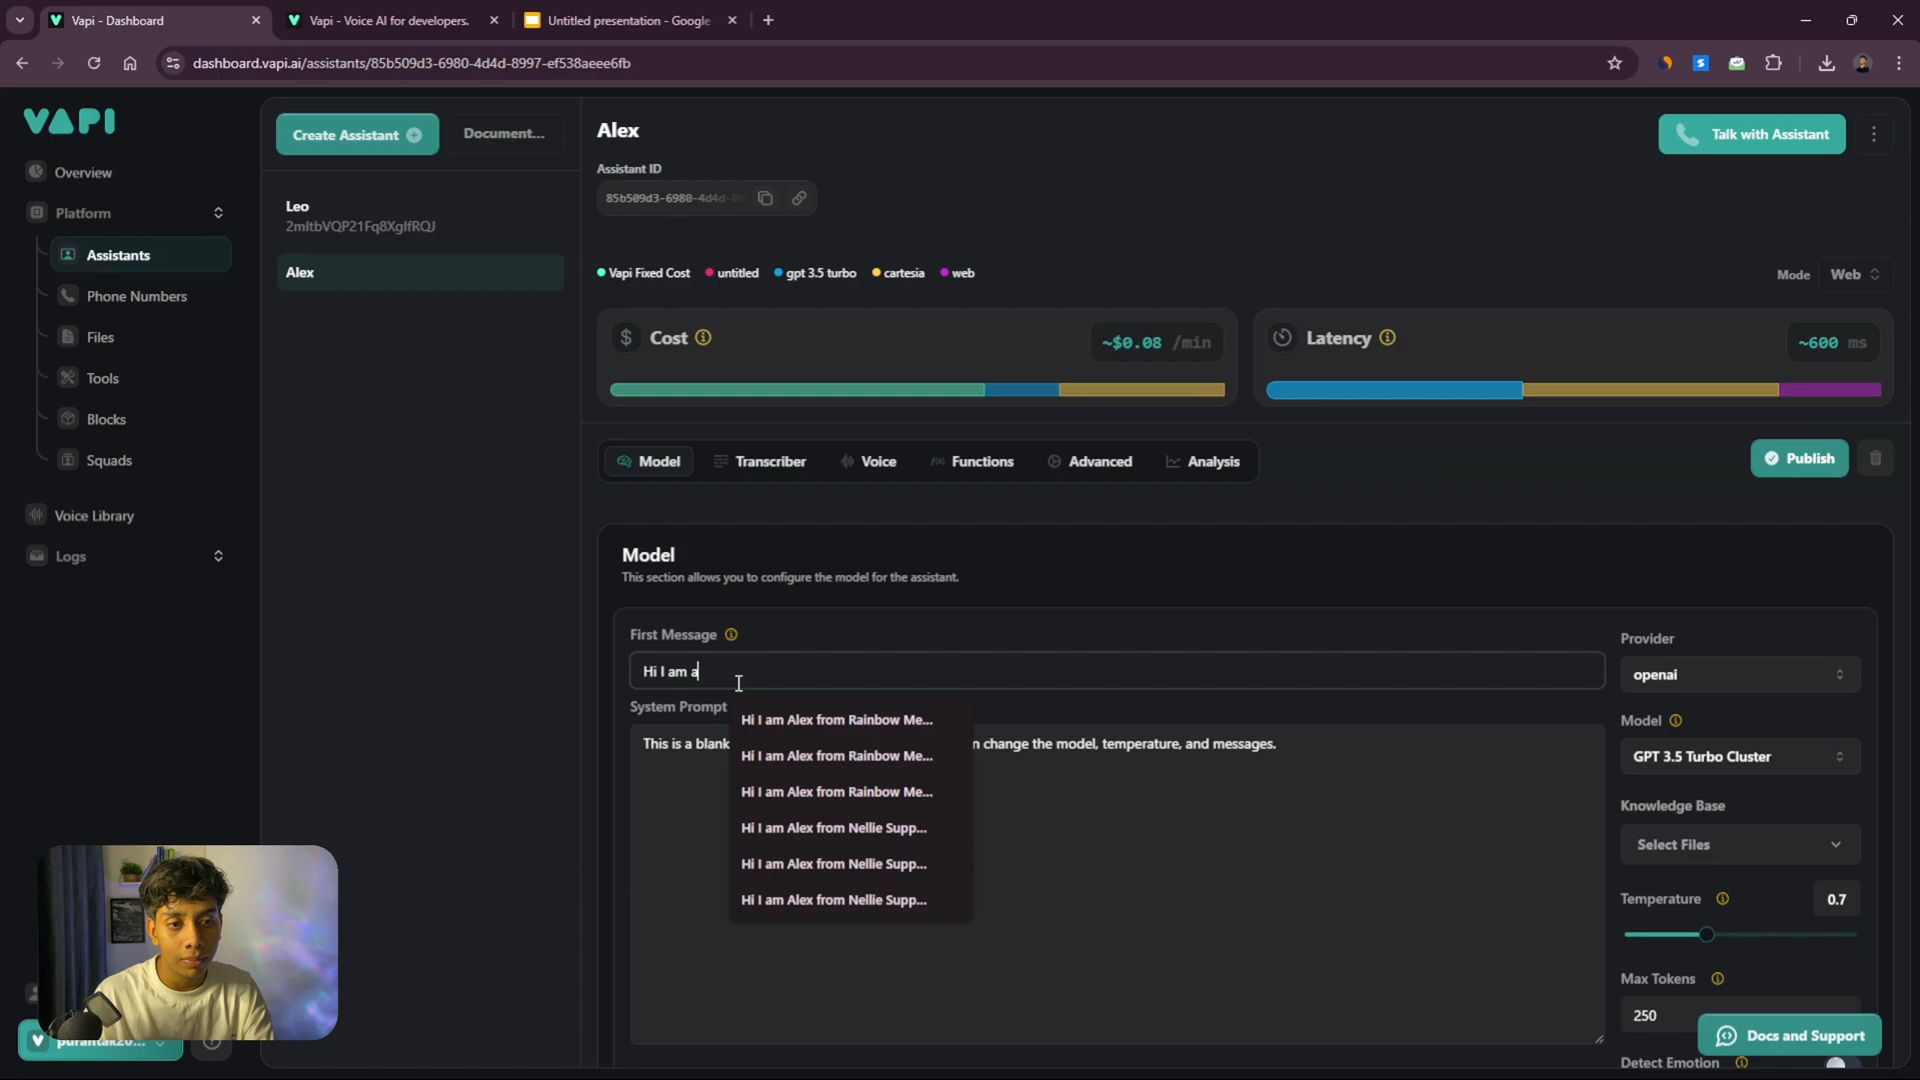 Vapi - Dashboard
Vapi - Voice AI for developers.
Untitled presentation - Google
dashboard.vapi.ai/assistants/85b509d3-6980-4d4d-8997-ef538aeee6fb
VAPI
Overview
Platform
Assistants
Phone Numbers
Files
Tools
Blocks
Squads
Voice Library
Logs
Create Assistant
Document...
Leo
2mltbVQP21Fq8XglfRQJ
Alex
Alex
Talk with Assistant
Assistant ID
85b509d3-6980-4d4d-89
Vapi Fixed Cost
untitled
gpt 3.5 turbo
cartesia
web
Mode
Web
$ Cost
~$0.08 /min
Latency
~600 ms
Model
Transcriber
Voice
Functions
Advanced
Analysis
Publish
Model
This section allows you to configure the model for the assistant.
First Message
Hi I am a
System Prompt
This is a blank
n change the model, temperature, and messages.
Hi I am Alex from Rainbow Me...
Hi I am Alex from Rainbow Me...
Hi I am Alex from Rainbow Me...
Hi I am Alex from Nellie Supp...
Hi I am Alex from Nellie Supp...
Hi I am Alex from Nellie Supp...
Provider
openai
Model
GPT 3.5 Turbo Cluster
Knowledge Base
Select Files
Temperature
0.7
Max Tokens
250
Docs and Support
Detect Emotion